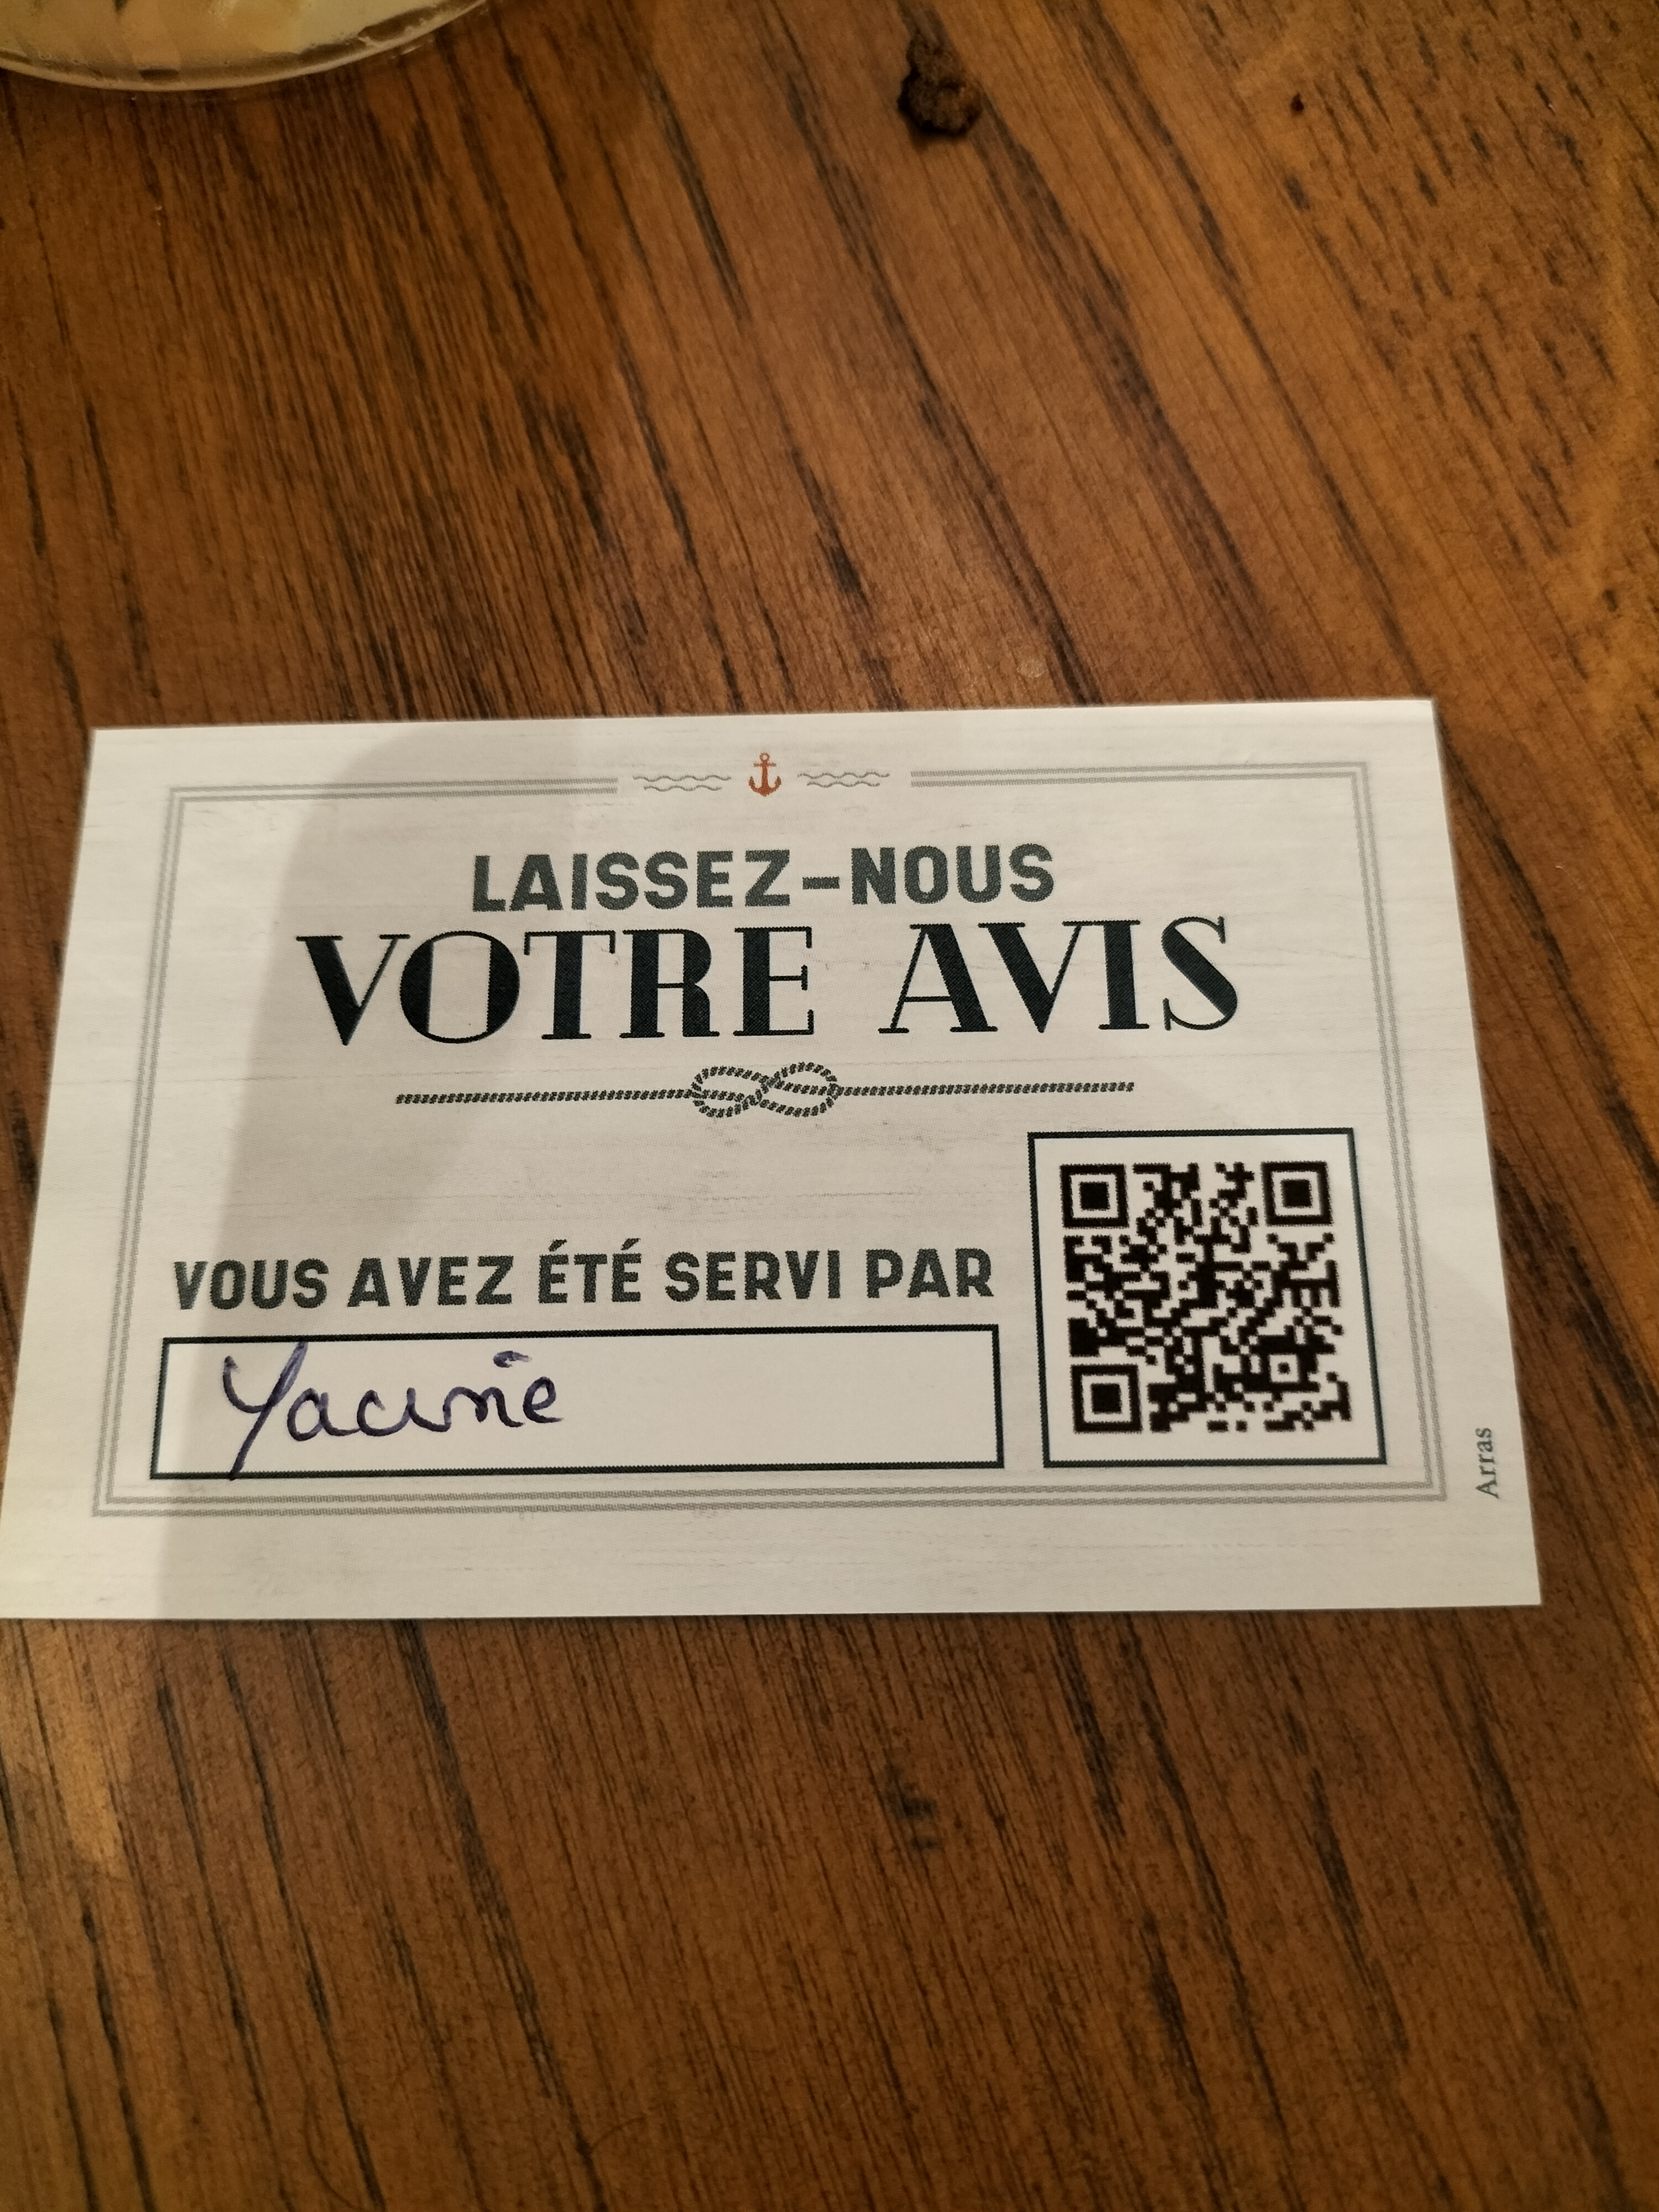 LAISSEZ-NOUS
VOTRE AVIS
VOUS AVEZ ÉTÉ SERVI PAR
Yacine
Arras